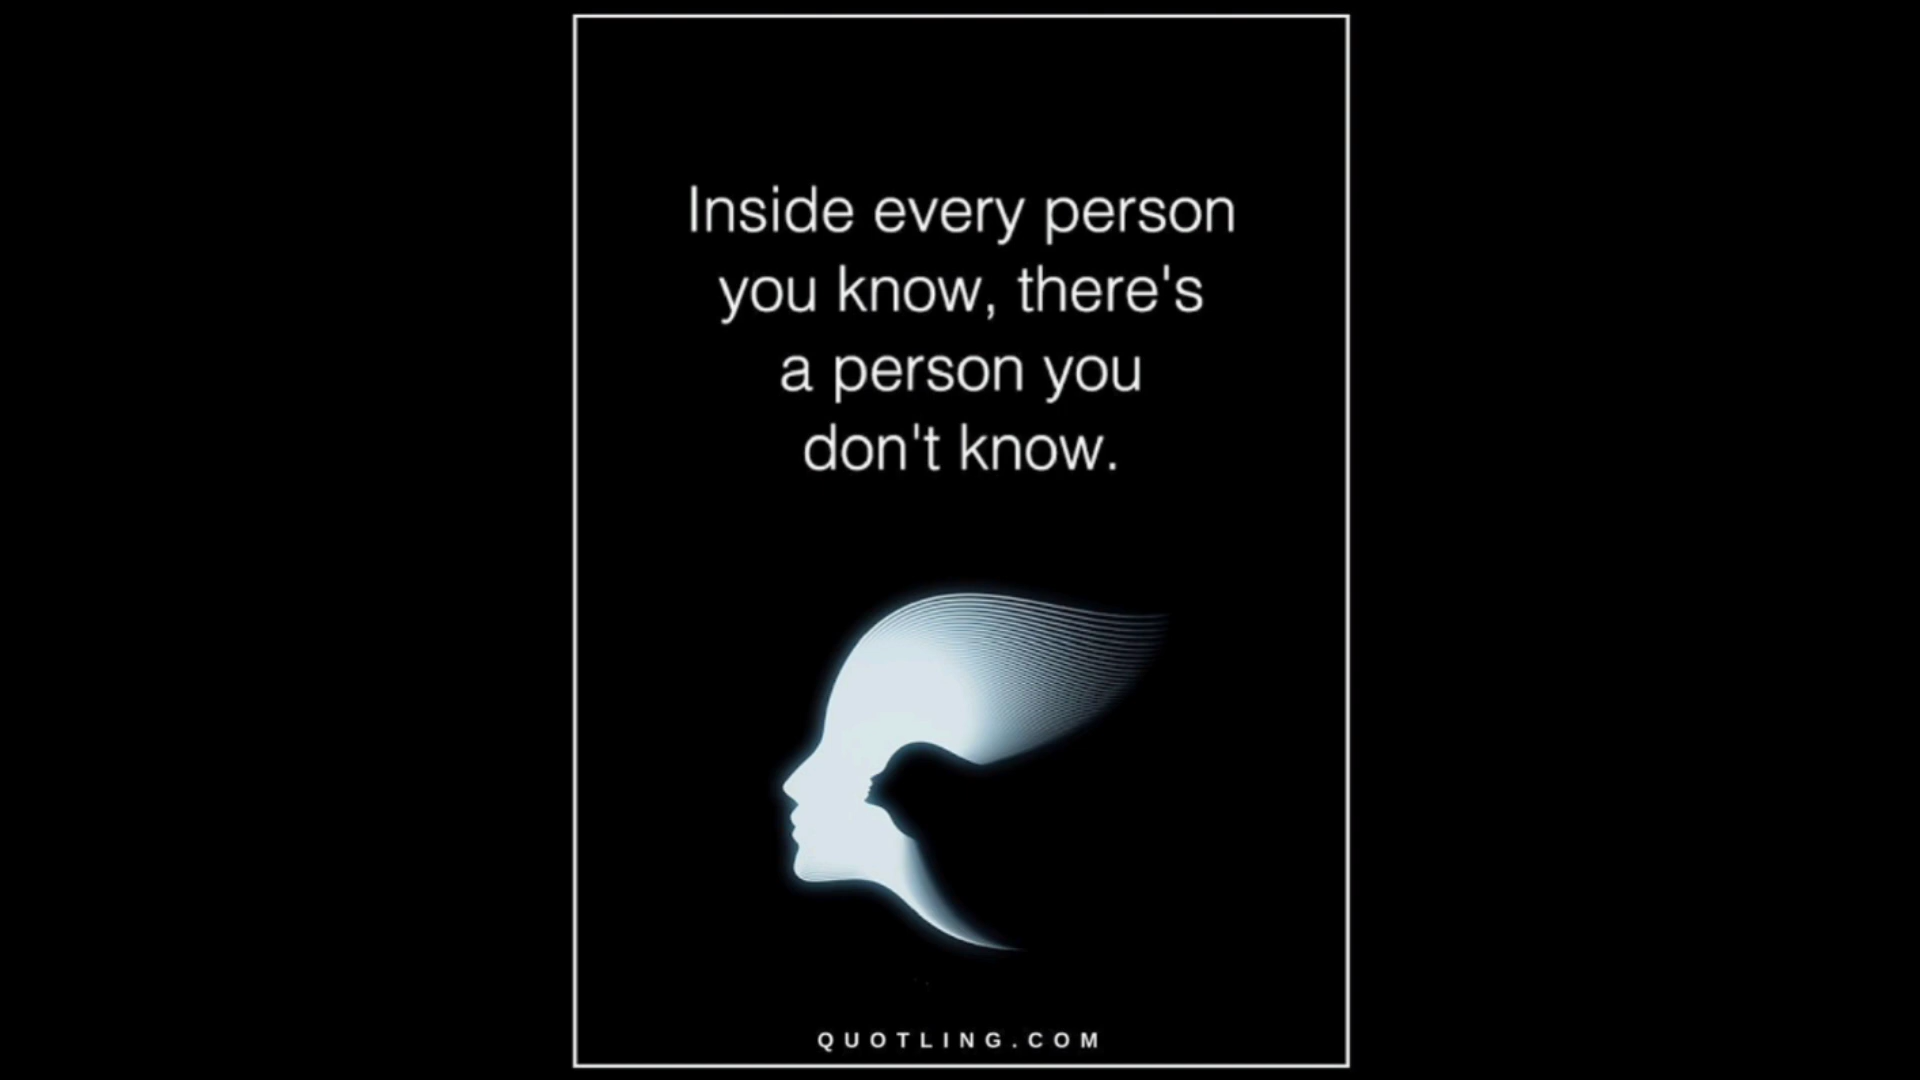 Inside every person
you know, there's
a person you
don't know.
QUOTLING.COM